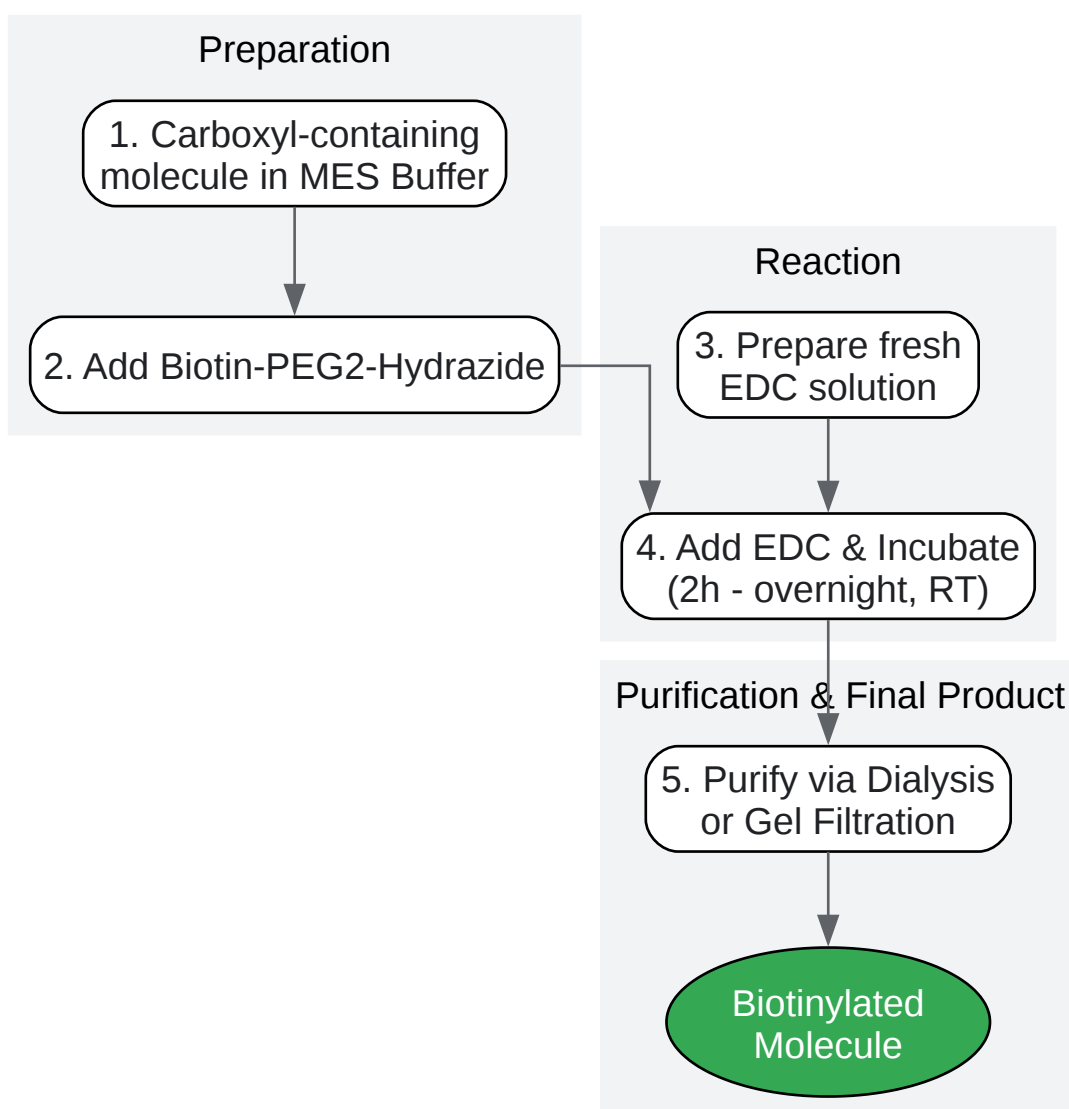 Preparation
1. Carboxyl-containing
molecule in MES Buffer
2. Add Biotin-PEG2-Hydrazide
Reaction
3. Prepare fresh
EDC solution
4. Add EDC & Incubate
(2h - overnight, RT)
Purification & Final Product
5. Purify via Dialysis
or Gel Filtration
Biotinylated
Molecule